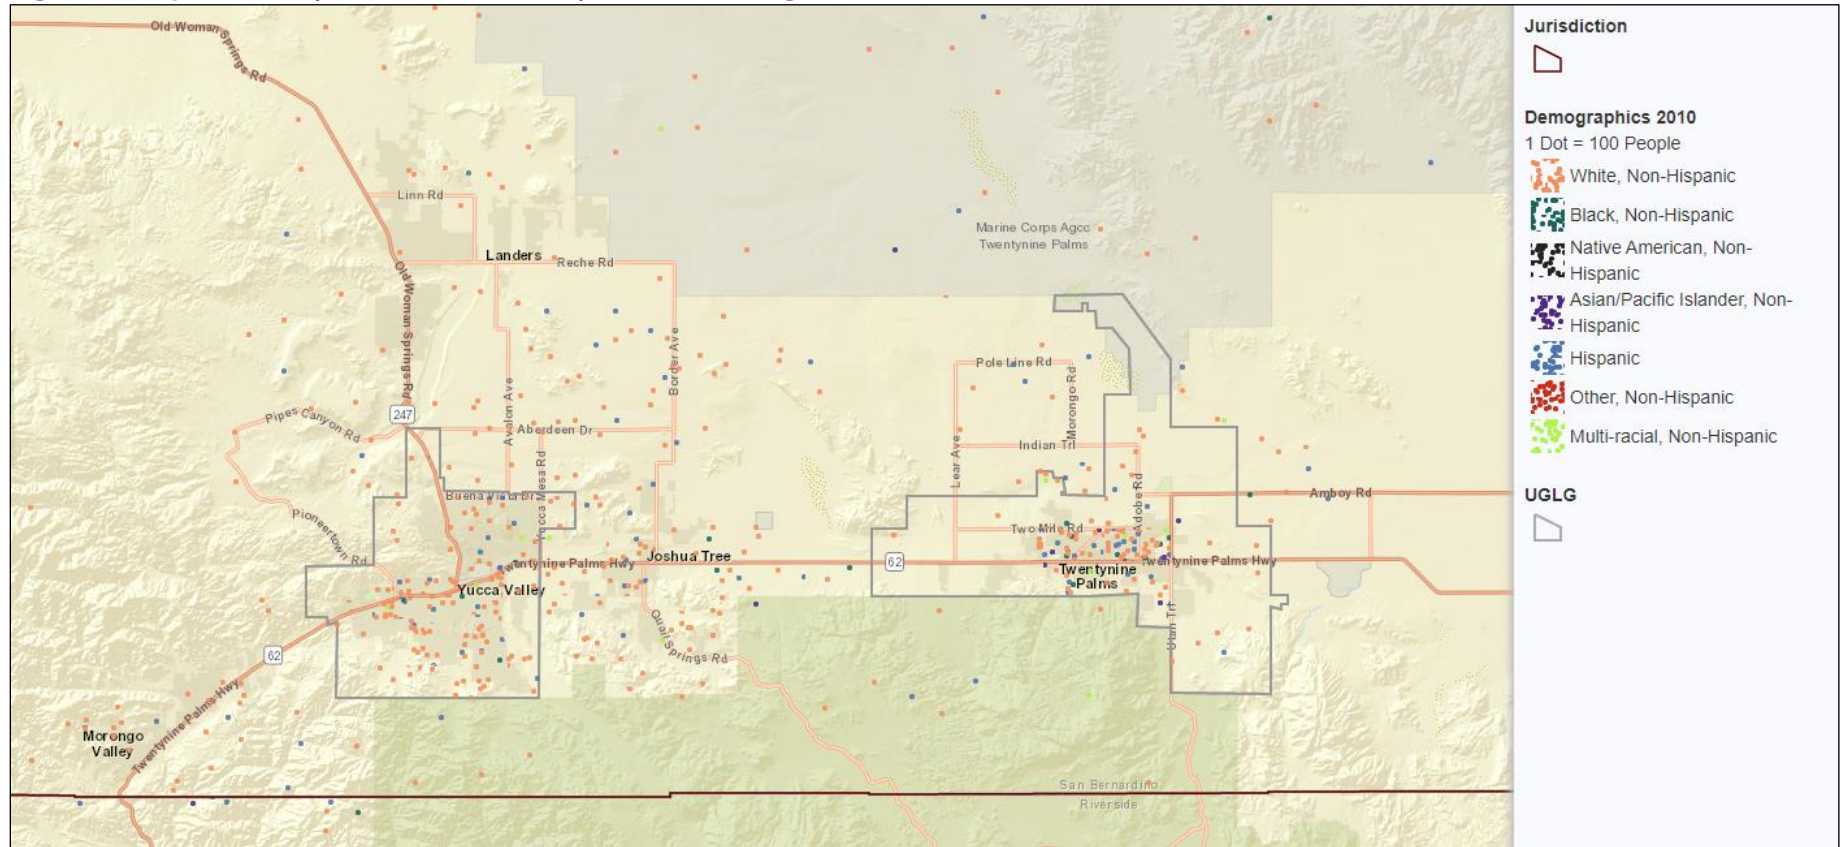 Old Woman Springs Rd
Linn Rd
Landers
Reche Rd
Old Woman Springs Rd
Marine Corps Agcc
Twentynine Palms
Border Ave
Avalon Ave
Pole Line Rd
Morongo Rd
247
Pipes Canyon Rd
Aberdeen Dr
Indian Trl
Lear Ave
Yucca Mesa Rd
Buena Vista Dr
Adobe Rd
Amboy Rd
Pioneertown Rd
Two Mile Rd
Joshua Tree
Twentynine Palms Hwy
62
Twentynine
Palms
Twentynine Palms Hwy
Yucca Valley
Quail Springs Rd
Utah Trl
62
Twentynine Palms Hwy
Morongo
Valley
San Bernardino
Riverside
Jurisdiction
Demographics 2010
1 Dot = 100 People
White, Non-Hispanic
Black, Non-Hispanic
Native American, Non-
Hispanic
Asian/Pacific Islander, Non-
Hispanic
Hispanic
Other, Non-Hispanic
Multi-racial, Non-Hispanic
UGLG